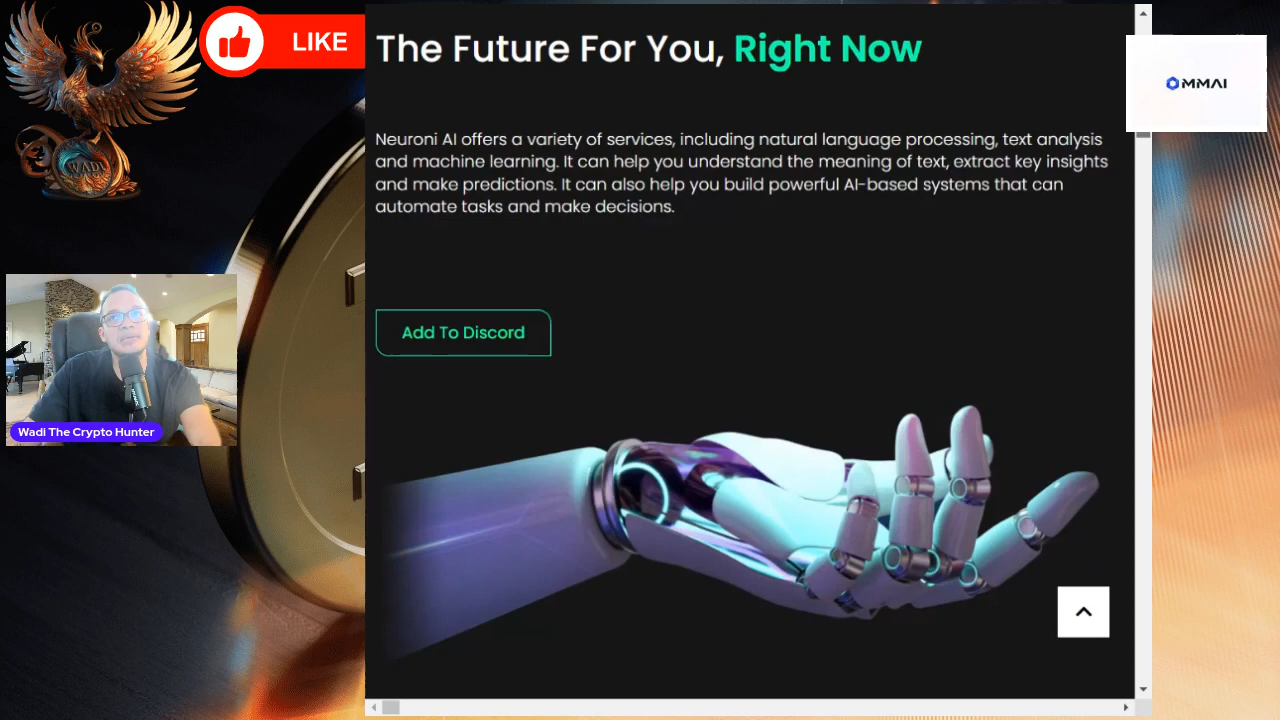 LIKE
The Future For You, Right Now
MMAI
Neuroni AI offers a variety of services, including natural language processing, text analysis
and machine learning. It can help you understand the meaning of text, extract key insights
and make predictions. It can also help you build powerful AI-based systems that can
automate tasks and make decisions.
WADI
Add To Discord
Wadi The Crypto Hunter